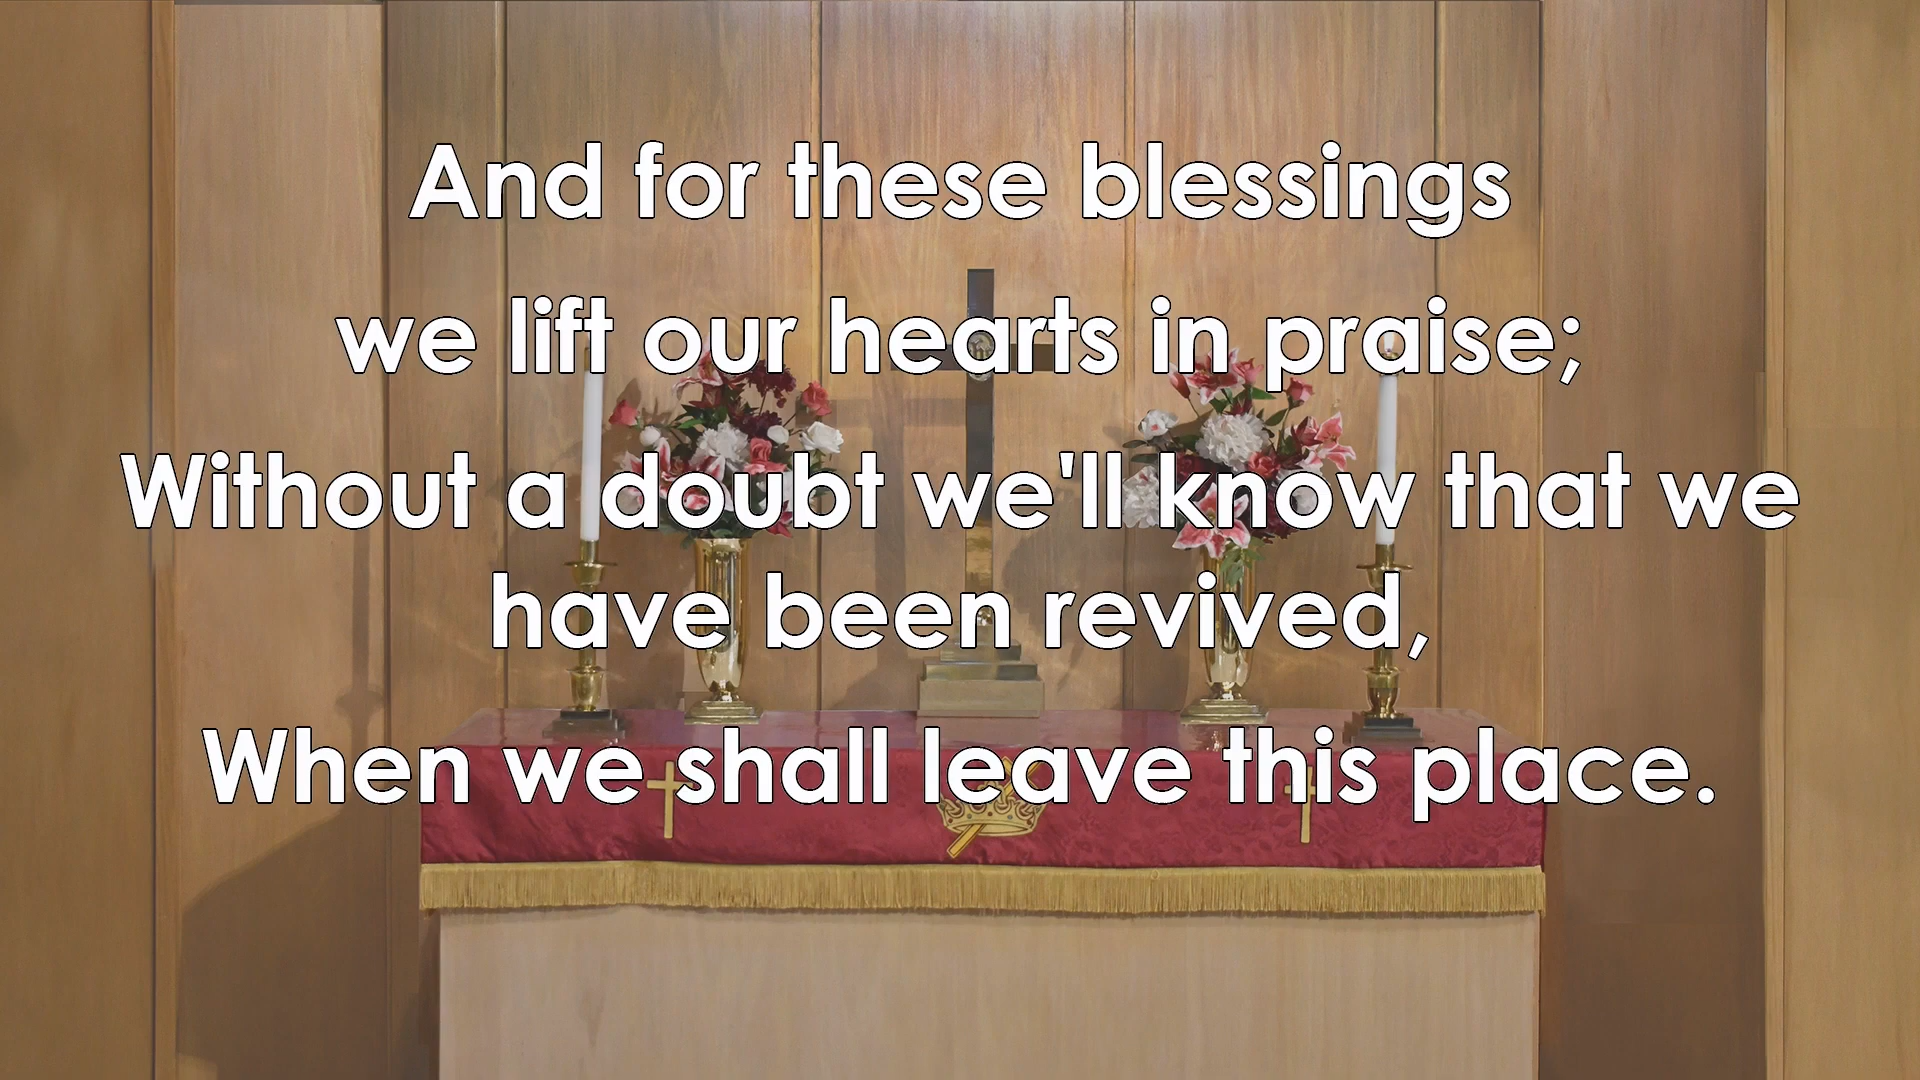 And for these blessings
we lift our hearts in praise;
Without a doubt we'll know that we
have been revived,
When we shall leave this place.